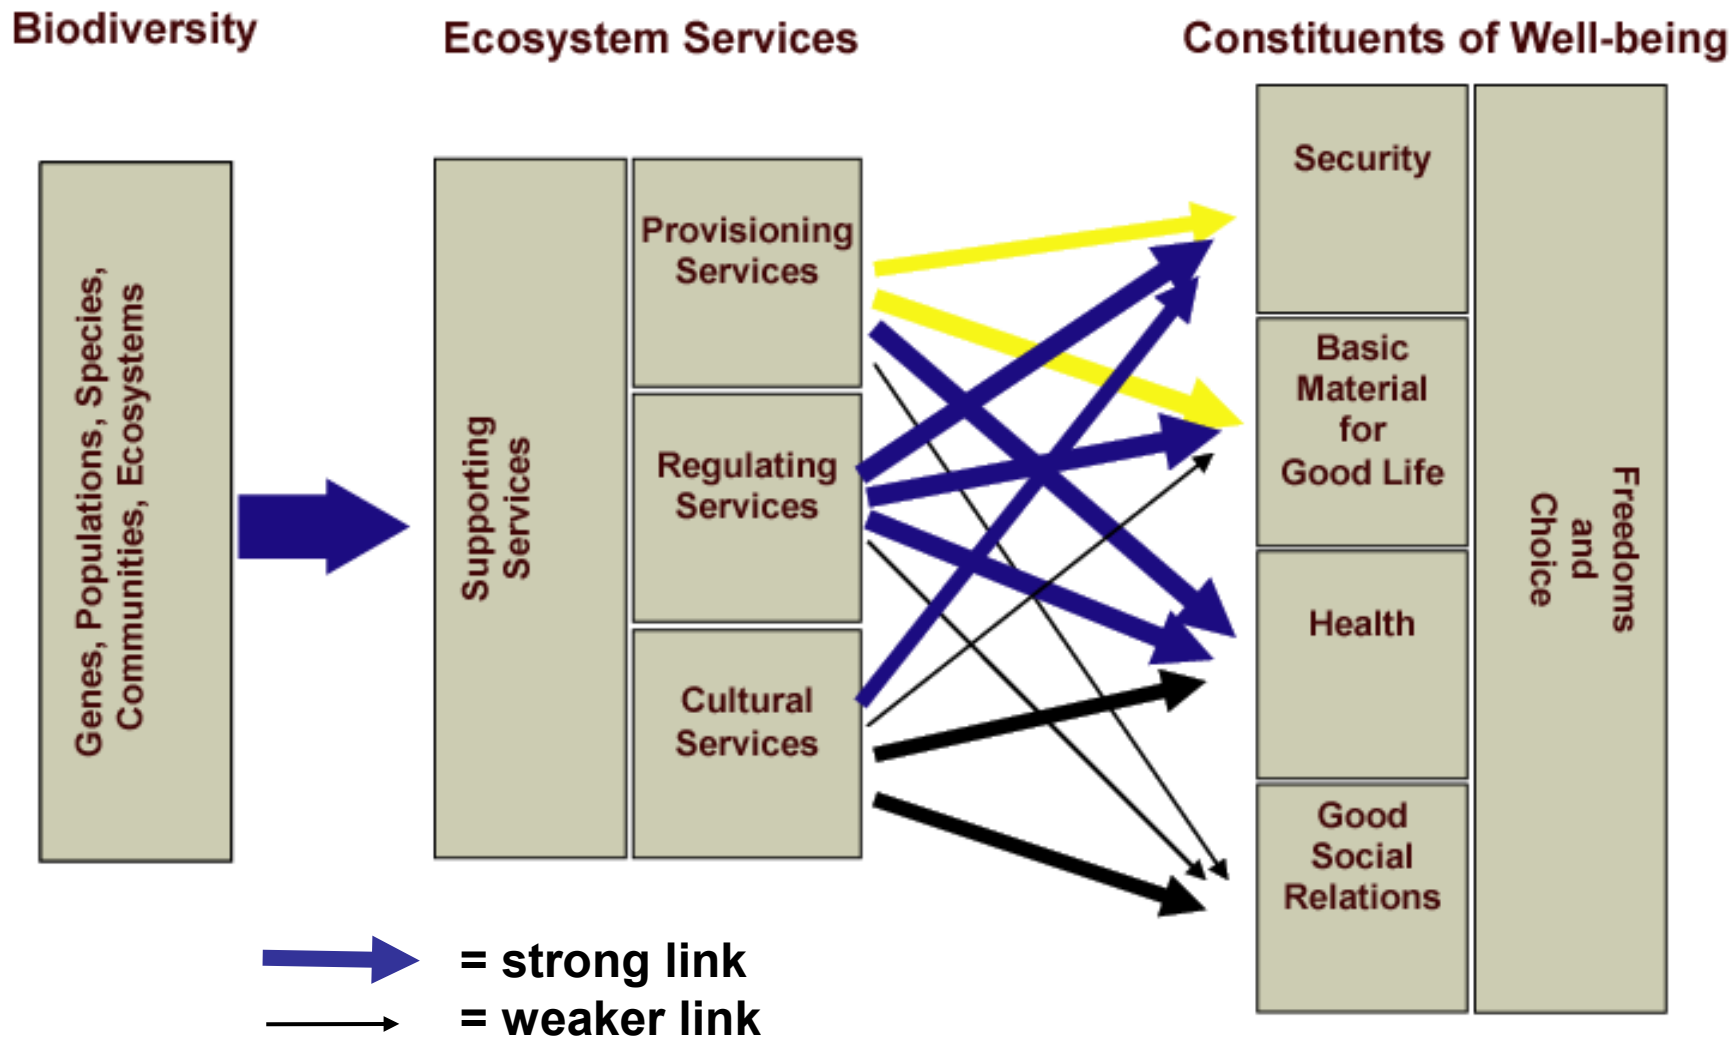 Biodiversity
Ecosystem Services
Constituents of Well-being
Genes, Populations, Species,
Communities, Ecosystems
Supporting
Services
Provisioning
Services
Regulating
Services
Cultural
Services
Security
Basic
Material
for
Good Life
Health
Good
Social
Relations
Freedoms
and
Choice
= strong link
= weaker link